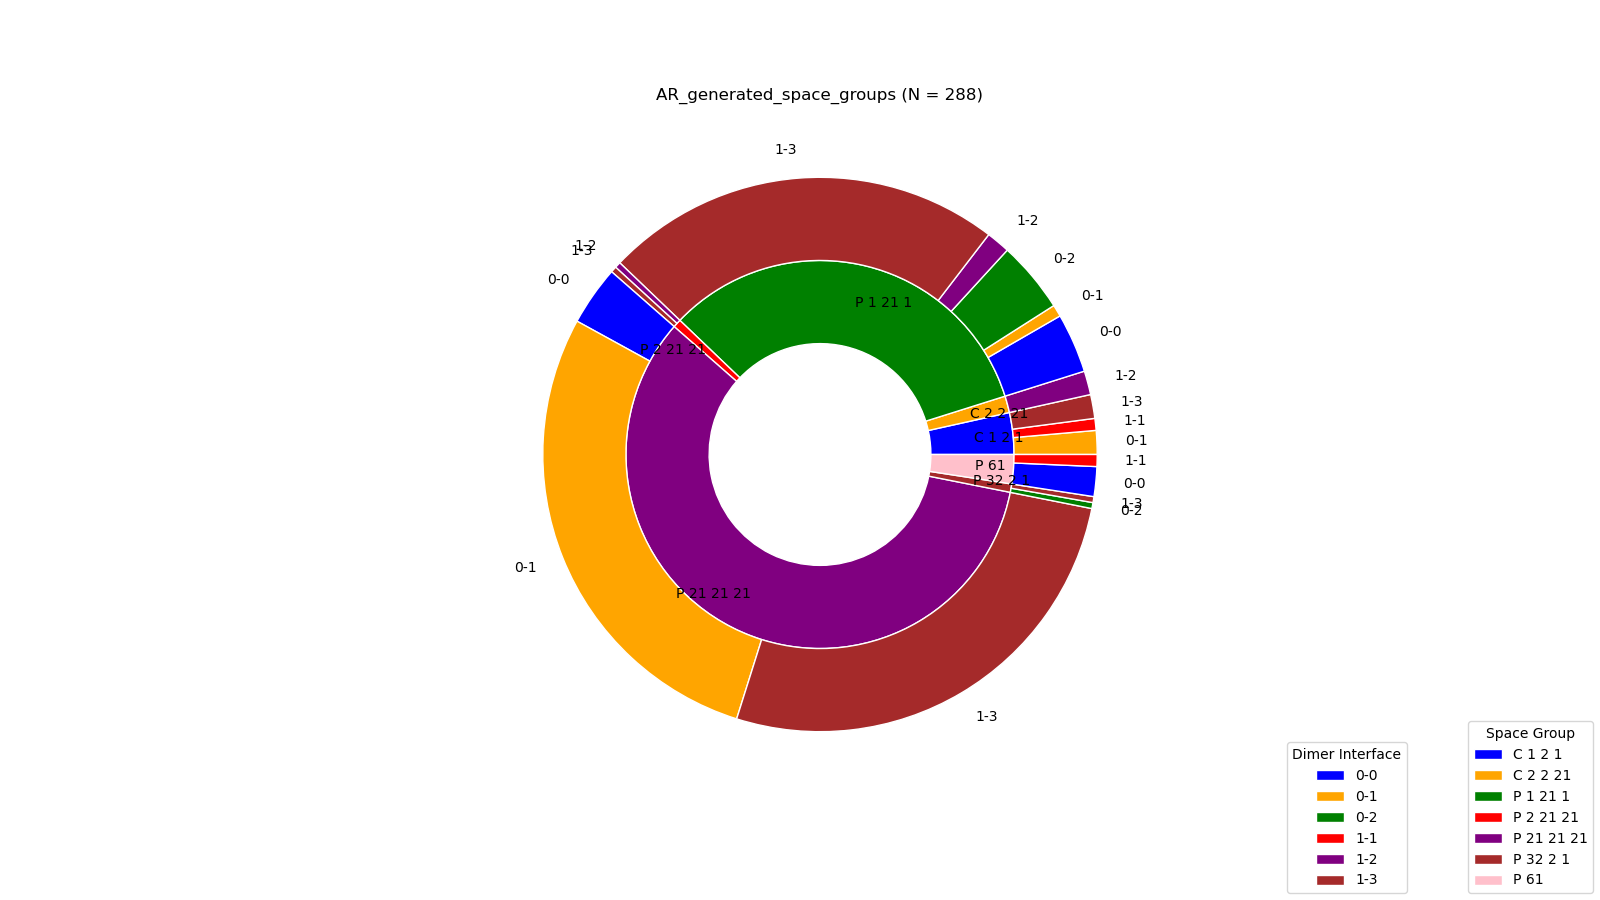 AR_generated_space_groups (N = 288)
1-3
1-2
1-2
1-3
0-2
0-0
0-1
P 1 21 1
0-0
P 2 21 21
1-2
1-3
C 2 2 21
1-1
C 1 2 1
0-1
P 61
1-1
P 32 2 1
0-0
1-3
0-2
0-1
P 21 21 21
1-3
Dimer Interface
0-0
0-1
0-2
1-1
1-2
1-3
Space Group
C 1 2 1
C 2 2 21
P 1 21 1
P 2 21 21
P 21 21 21
P 32 2 1
P 61